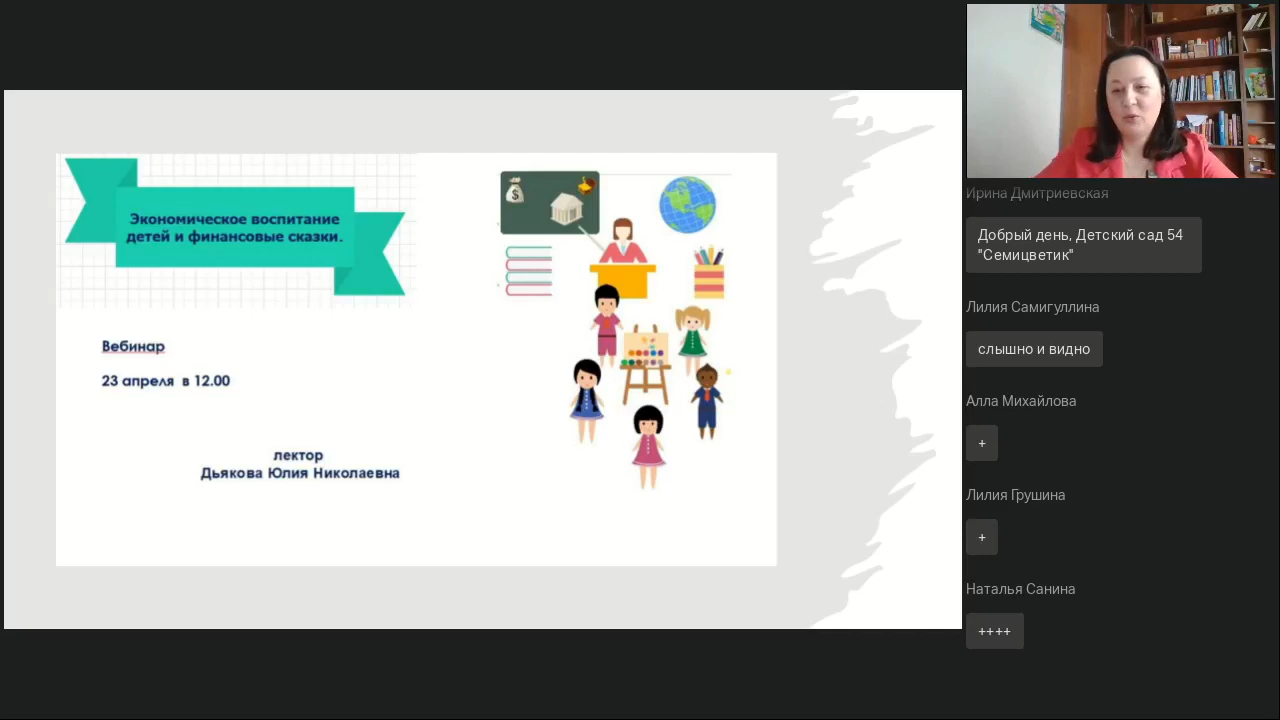 Экономическое воспитание
детей и финансовые сказки.
Вебинар
23 апреля в 12.00
лектор
Дьякова Юлия Николаевна
$
Ирина Дмитриевская
Добрый день, Детский сад 54
"Семицветик"
Лилия Самигуллина
слышно и видно
Алла Михайлова
+
Лилия Грушина
+
Наталья Санина
++++